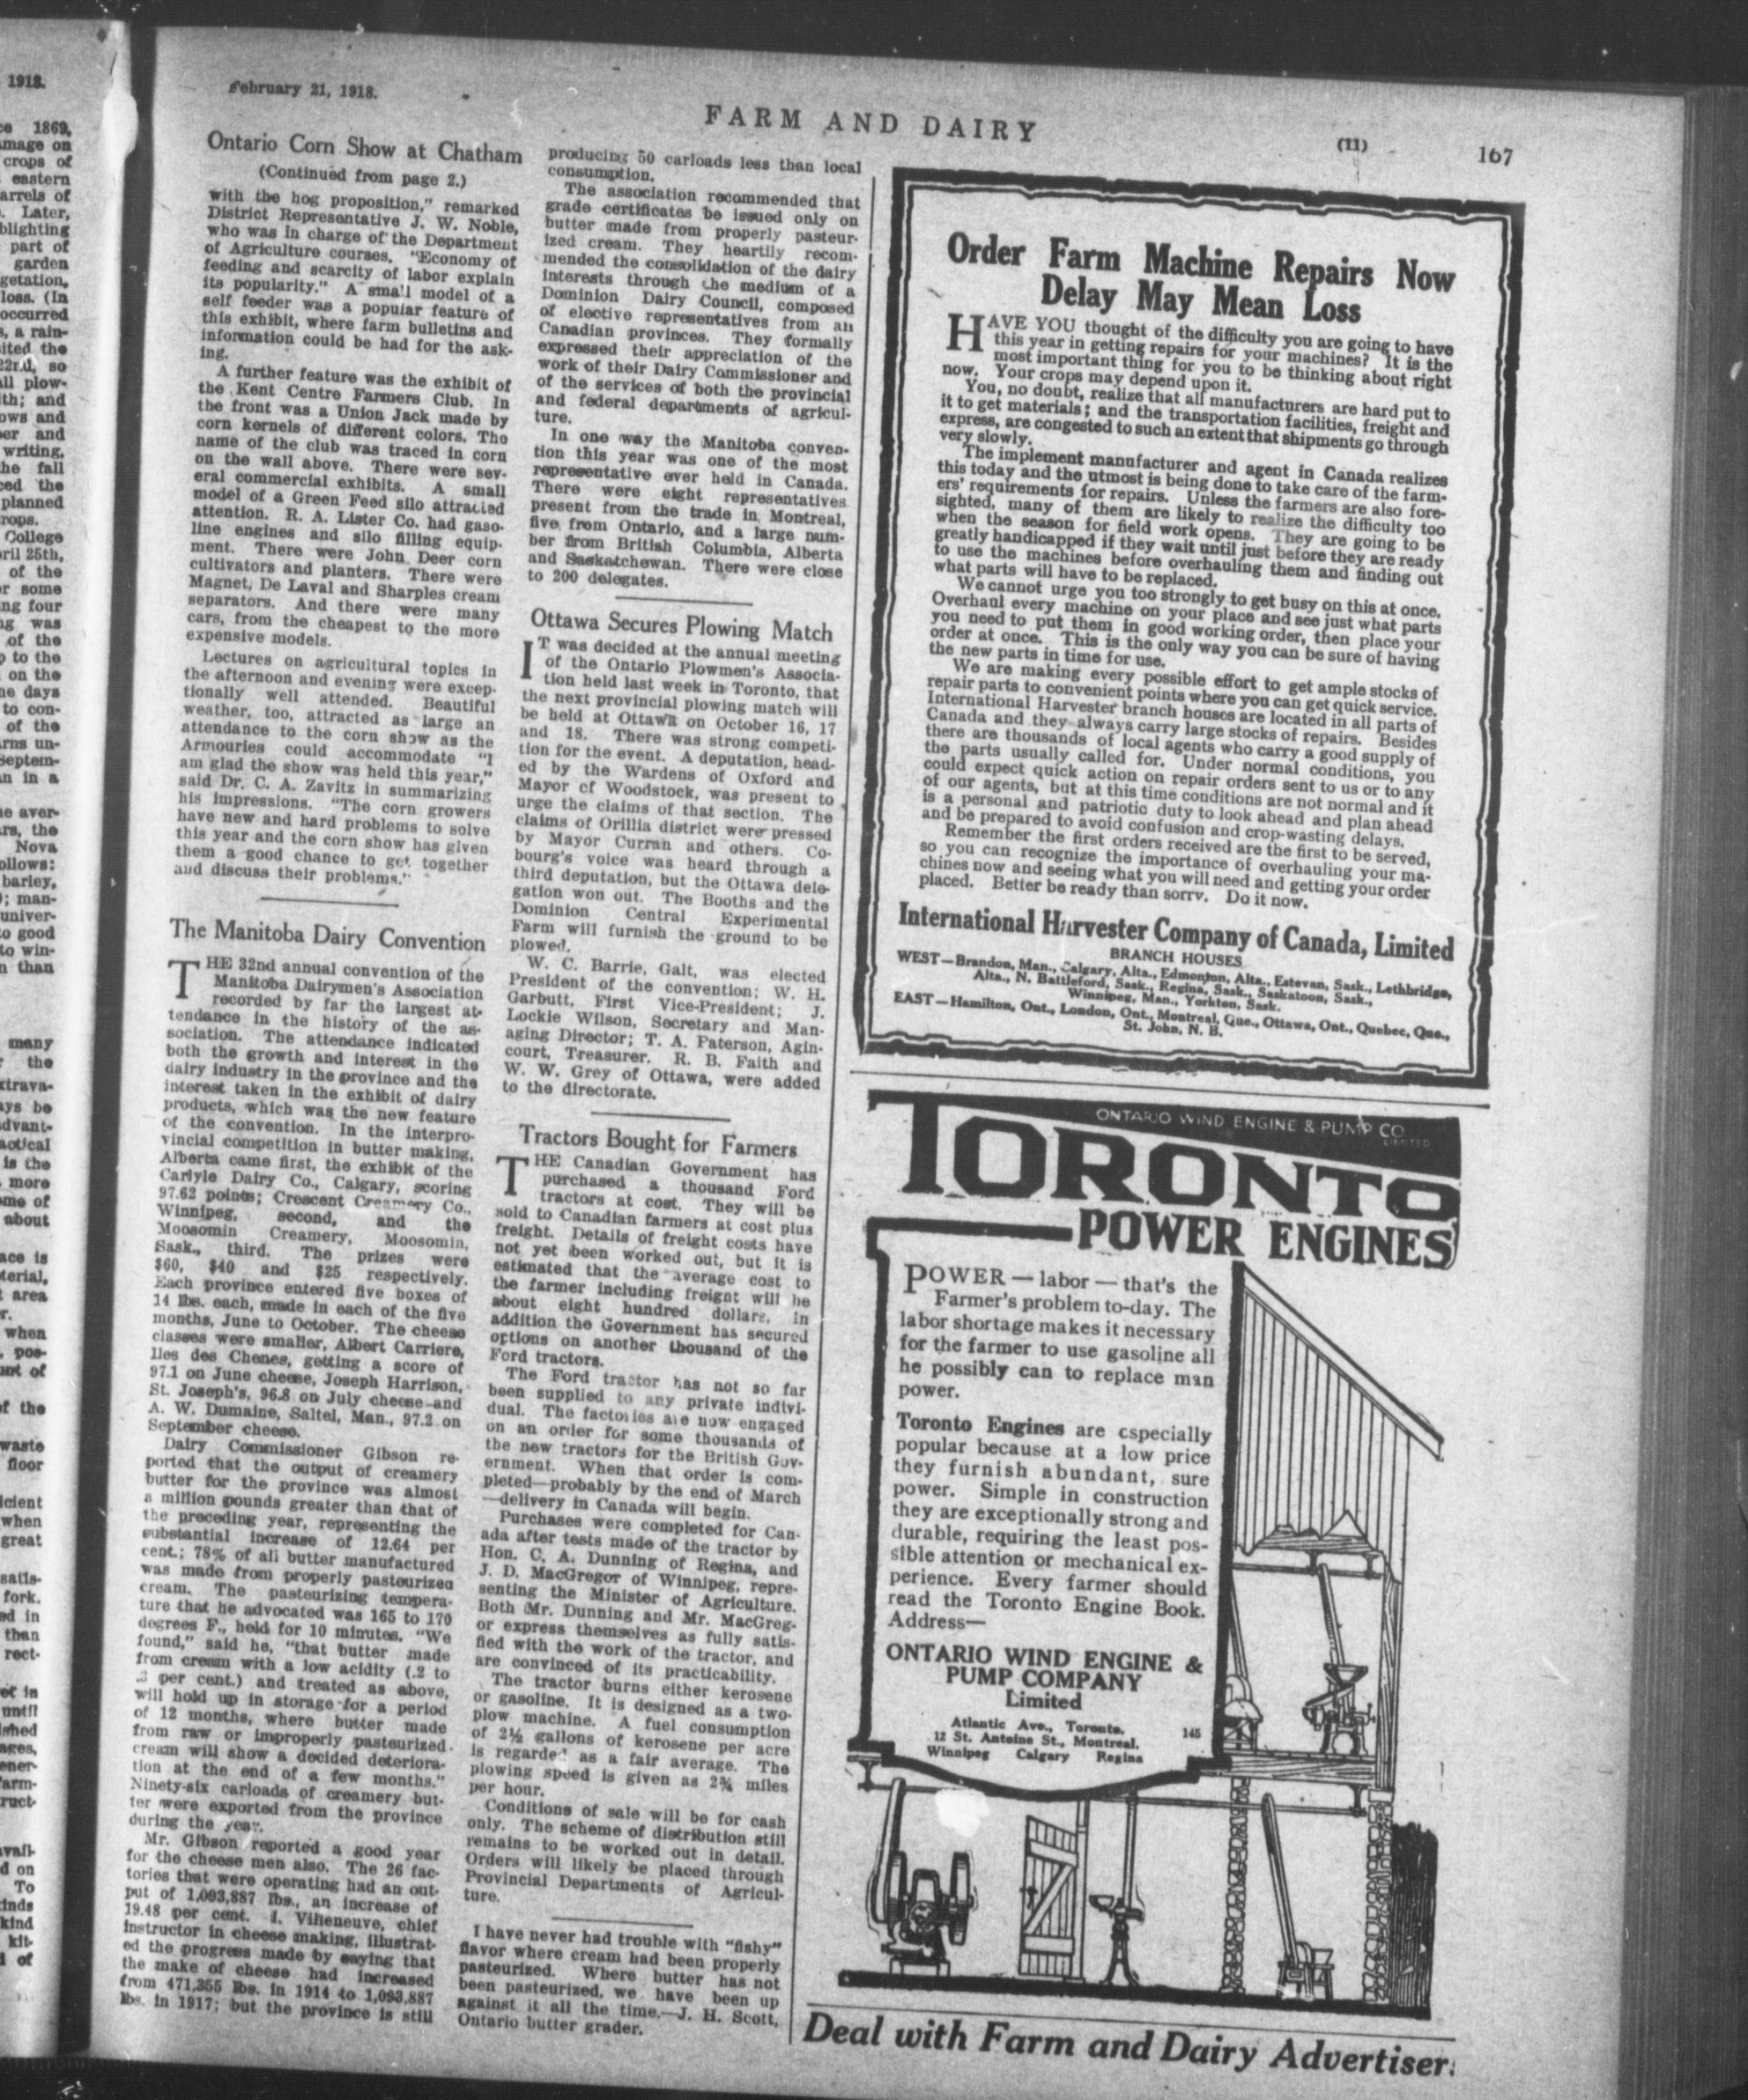 February 21, 1918.
FARM AND DAIRY
(11)
167
Ontario Corn Show at Chatham
(Continued from page 2.)
with the hog proposition," remarked
District Representative J. W. Noble,
who was in charge of the Department
of Agriculture courses. "Economy of
feeding and scarcity of labor explain
its popularity." A small model of a
self feeder was a popular feature of
this exhibit, where farm bulletins and
information could be had for the ask-
ing.
A further feature was the exhibit of
the Kent Centre Farmers Club. In
the front was a Union Jack made by
corn kernels of different colors. The
name of the club was traced in corn
on the wall above. There were sev-
eral commercial exhibits. A small
model of a Green Feed silo attracted
attention. R. A. Lister Co. had gaso-
line engines and silo filling equip-
ment. There were John Deer corn
cultivators and planters. There were
Magnet, De Laval and Sharples cream
separators. And there were many
cars, from the cheapest to the more
expensive models.
Lectures on agricultural topics in
the afternoon and evening were excep-
tionally well attended. Beautiful
weather, too, attracted as large an
attendance to the corn show as the
Armouries could accommodate "I
am glad the show was held this year,"
said Dr. C. A. Zavitz in summarizing
his impressions. "The corn growers
have new and hard problems to solve
this year and the corn show has given
them a good chance to get together
and discuss their problems."
The Manitoba Dairy Convention
THE 32nd annual convention of the
Manitoba Dairymen's Association
recorded by far the largest at-
tendance in the history of the as-
sociation. The attendance indicated
both the growth and interest in the
dairy industry in the province and the
interest taken in the exhibit of dairy
products, which was the new feature
of the convention. In the interpro-
vincial competition in butter making,
Alberta came first, the exhibit of the
Carlyle Dairy Co., Calgary, scoring
97.62 points; Crescent Creamery Co.,
Winnipeg, second, and the
Moosomin Creamery, Moosomin,
Sask., third. The prizes were
$60, $40 and $25 respectively.
Each province entered five boxes of
14 lbs. each, made in each of the five
months, June to October. The cheese
classes were smaller, Albert Carriere,
Iles des Chenes, getting a score of
97.1 on June cheese, Joseph Harrison,
St. Joseph's, 96.8 on July cheese and
A. W. Dumaine, Saltel, Man., 97.2 on
September cheese.
Dairy Commissioner Gibson re-
ported that the output of creamery
butter for the province was almost
a million pounds greater than that of
the preceding year, representing the
substantial increase of 12.64 per
cent.; 78% of all butter manufactured
was made from properly pasteurized
cream. The pasteurizing tempera-
ture that he advocated was 165 to 170
degrees F., held for 10 minutes. "We
found," said he, "that butter made
from cream with a low acidity (.2 to
.3 per cent.) and treated as above,
will hold up in storage for a period
of 12 months, where butter made
from raw or improperly pasteurized
cream will show a decided deteriora-
tion at the end of a few months."
Ninety-six carloads of creamery but-
ter were exported from the province
during the year.
Mr. Gibson reported a good year
for the cheese men also. The 26 fac-
tories that were operating had an out-
put of 1,093,887 lbs., an increase of
19.48 per cent. I. Villeneuve, chief
instructor in cheese making, illustrat-
ed the progress made by saying that
the make of cheese had increased
from 471,355 lbs. in 1914 to 1,093,887
lbs. in 1917; but the province is still
producing 50 carloads less than local
consumption.
The association recommended that
grade certificates be issued only on
butter made from properly pasteur-
ized cream. They heartily recom-
mended the consolidation of the dairy
interests through the medium of a
Dominion Dairy Council, composed
of elective representatives from all
Canadian provinces. They formally
expressed their appreciation of the
work of their Dairy Commissioner and
of the services of both the provincial
and federal departments of agricul-
ture.
In one way the Manitoba conven-
tion this year was one of the most
representative ever held in Canada.
There were eight representatives
present from the trade in Montreal,
five from Ontario, and a large num-
ber from British Columbia, Alberta
and Saskatchewan. There were close
to 200 delegates.
Ottawa Secures Plowing Match
IT was decided at the annual meeting
of the Ontario Plowmen's Associa-
tion held last week in Toronto, that
the next provincial plowing match will
be held at Ottawa on October 16, 17
and 18. There was strong competi-
tion for the event. A deputation, head-
ed by the Wardens of Oxford and
Mayor of Woodstock, was present to
urge the claims of that section. The
claims of Orillia district were pressed
by Mayor Curran and others. Co-
bourg's voice was heard through a
third deputation, but the Ottawa dele-
gation won out. The Booths and the
Dominion Central Experimental
Farm will furnish the ground to be
plowed.
W. C. Barrie, Galt, was elected
President of the convention; W. H.
Garbutt, First Vice-President; J.
Lockie Wilson, Secretary and Man-
aging Director; T. A. Paterson, Agin-
court, Treasurer. R. B. Faith and
W. W. Grey of Ottawa, were added
to the directorate.
Tractors Bought for Farmers
THE Canadian Government has
purchased a thousand Ford
tractors at cost. They will be
sold to Canadian farmers at cost plus
freight. Details of freight costs have
not yet been worked out, but it is
estimated that the average cost to
the farmer including freight will be
about eight hundred dollars. in
addition the Government has secured
options on another thousand of the
Ford tractors.
The Ford tractor has not so far
been supplied to any private indivi-
dual. The factories are now engaged
on an order for some thousands of
the new tractors for the British Gov-
ernment. When that order is com-
pleted—probably by the end of March
—delivery in Canada will begin.
Purchases were completed for Can-
ada after tests made of the tractor by
Hon. C. A. Dunning of Regina, and
J. D. MacGregor of Winnipeg, repre-
senting the Minister of Agriculture.
Both Mr. Dunning and Mr. MacGreg-
or express themselves as fully satis-
fied with the work of the tractor, and
are convinced of its practicability.
The tractor burns either kerosene
or gasoline. It is designed as a two-
plow machine. A fuel consumption
of 2½ gallons of kerosene per acre
is regarded as a fair average. The
plowing speed is given as 2¾ miles
per hour.
Conditions of sale will be for cash
only. The scheme of distribution still
remains to be worked out in detail.
Orders will likely be placed through
Provincial Departments of Agricul-
ture.
I have never had trouble with "fishy"
flavor where cream had been properly
pasteurized. Where butter has not
been pasteurized, we have been up
against it all the time.—J. H. Scott,
Ontario butter grader.
Order Farm Machine Repairs Now
Delay May Mean Loss
HAVE YOU thought of the difficulty you are going to have
this year in getting repairs for your machines? It is the
most important thing for you to be thinking about right
now. Your crops may depend upon it.
You, no doubt, realize that all manufacturers are hard put to
it to get materials; and the transportation facilities, freight and
express, are congested to such an extent that shipments go through
very slowly.
The implement manufacturer and agent in Canada realizes
this today and the utmost is being done to take care of the farm-
ers' requirements for repairs. Unless the farmers are also fore-
sighted, many of them are likely to realize the difficulty too
when the season for field work opens. They are going to be
greatly handicapped if they wait until just before they are ready
to use the machines before overhauling them and finding out
what parts will have to be replaced.
We cannot urge you too strongly to get busy on this at once.
Overhaul every machine on your place and see just what parts
you need to put them in good working order, then place your
order at once. This is the only way you can be sure of having
the new parts in time for use.
We are making every possible effort to get ample stocks of
repair parts to convenient points where you can get quick service.
International Harvester branch houses are located in all parts of
Canada and they always carry large stocks of repairs. Besides
there are thousands of local agents who carry a good supply of
the parts usually called for. Under normal conditions, you
could expect quick action on repair orders sent to us or to any
of our agents, but at this time conditions are not normal and it
is a personal and patriotic duty to look ahead and plan ahead
and be prepared to avoid confusion and crop-wasting delays.
Remember the first orders received are the first to be served,
so you can recognize the importance of overhauling your ma-
chines now and seeing what you will need and getting your order
placed. Better be ready than sorry. Do it now.
International Harvester Company of Canada, Limited
BRANCH HOUSES
WEST—Brandon, Man., Calgary, Alta., Edmonton, Alta., Estevan, Sask., Lethbridge,
Alta., N. Battleford, Sask., Regina, Sask., Saskatoon, Sask.,
Winnipeg, Man., Yorkton, Sask.
EAST—Hamilton, Ont., London, Ont., Montreal, Que., Ottawa, Ont., Quebec, Que.,
St. John, N. B.
ONTARIO WIND ENGINE & PUMP CO
LIMITED
TORONTO
POWER ENGINES
POWER — labor — that's the
Farmer's problem to-day. The
labor shortage makes it necessary
for the farmer to use gasoline all
he possibly can to replace man
power.
Toronto Engines are especially
popular because at a low price
they furnish abundant, sure
power. Simple in construction
they are exceptionally strong and
durable, requiring the least pos-
sible attention or mechanical ex-
perience. Every farmer should
read the Toronto Engine Book.
Address—
ONTARIO WIND ENGINE &
PUMP COMPANY
Limited
Atlantic Ave., Toronto.
12 St. Antoine St., Montreal.
Winnipeg Calgary Regina
145
Deal with Farm and Dairy Advertiser